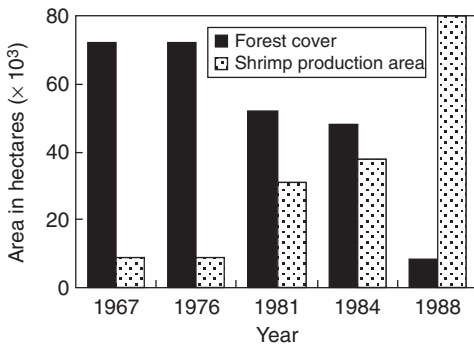 Area in hectares (× 10³)
80
60
40
20
0
Forest cover
Shrimp production area
1967 1976 1981 1984 1988
Year